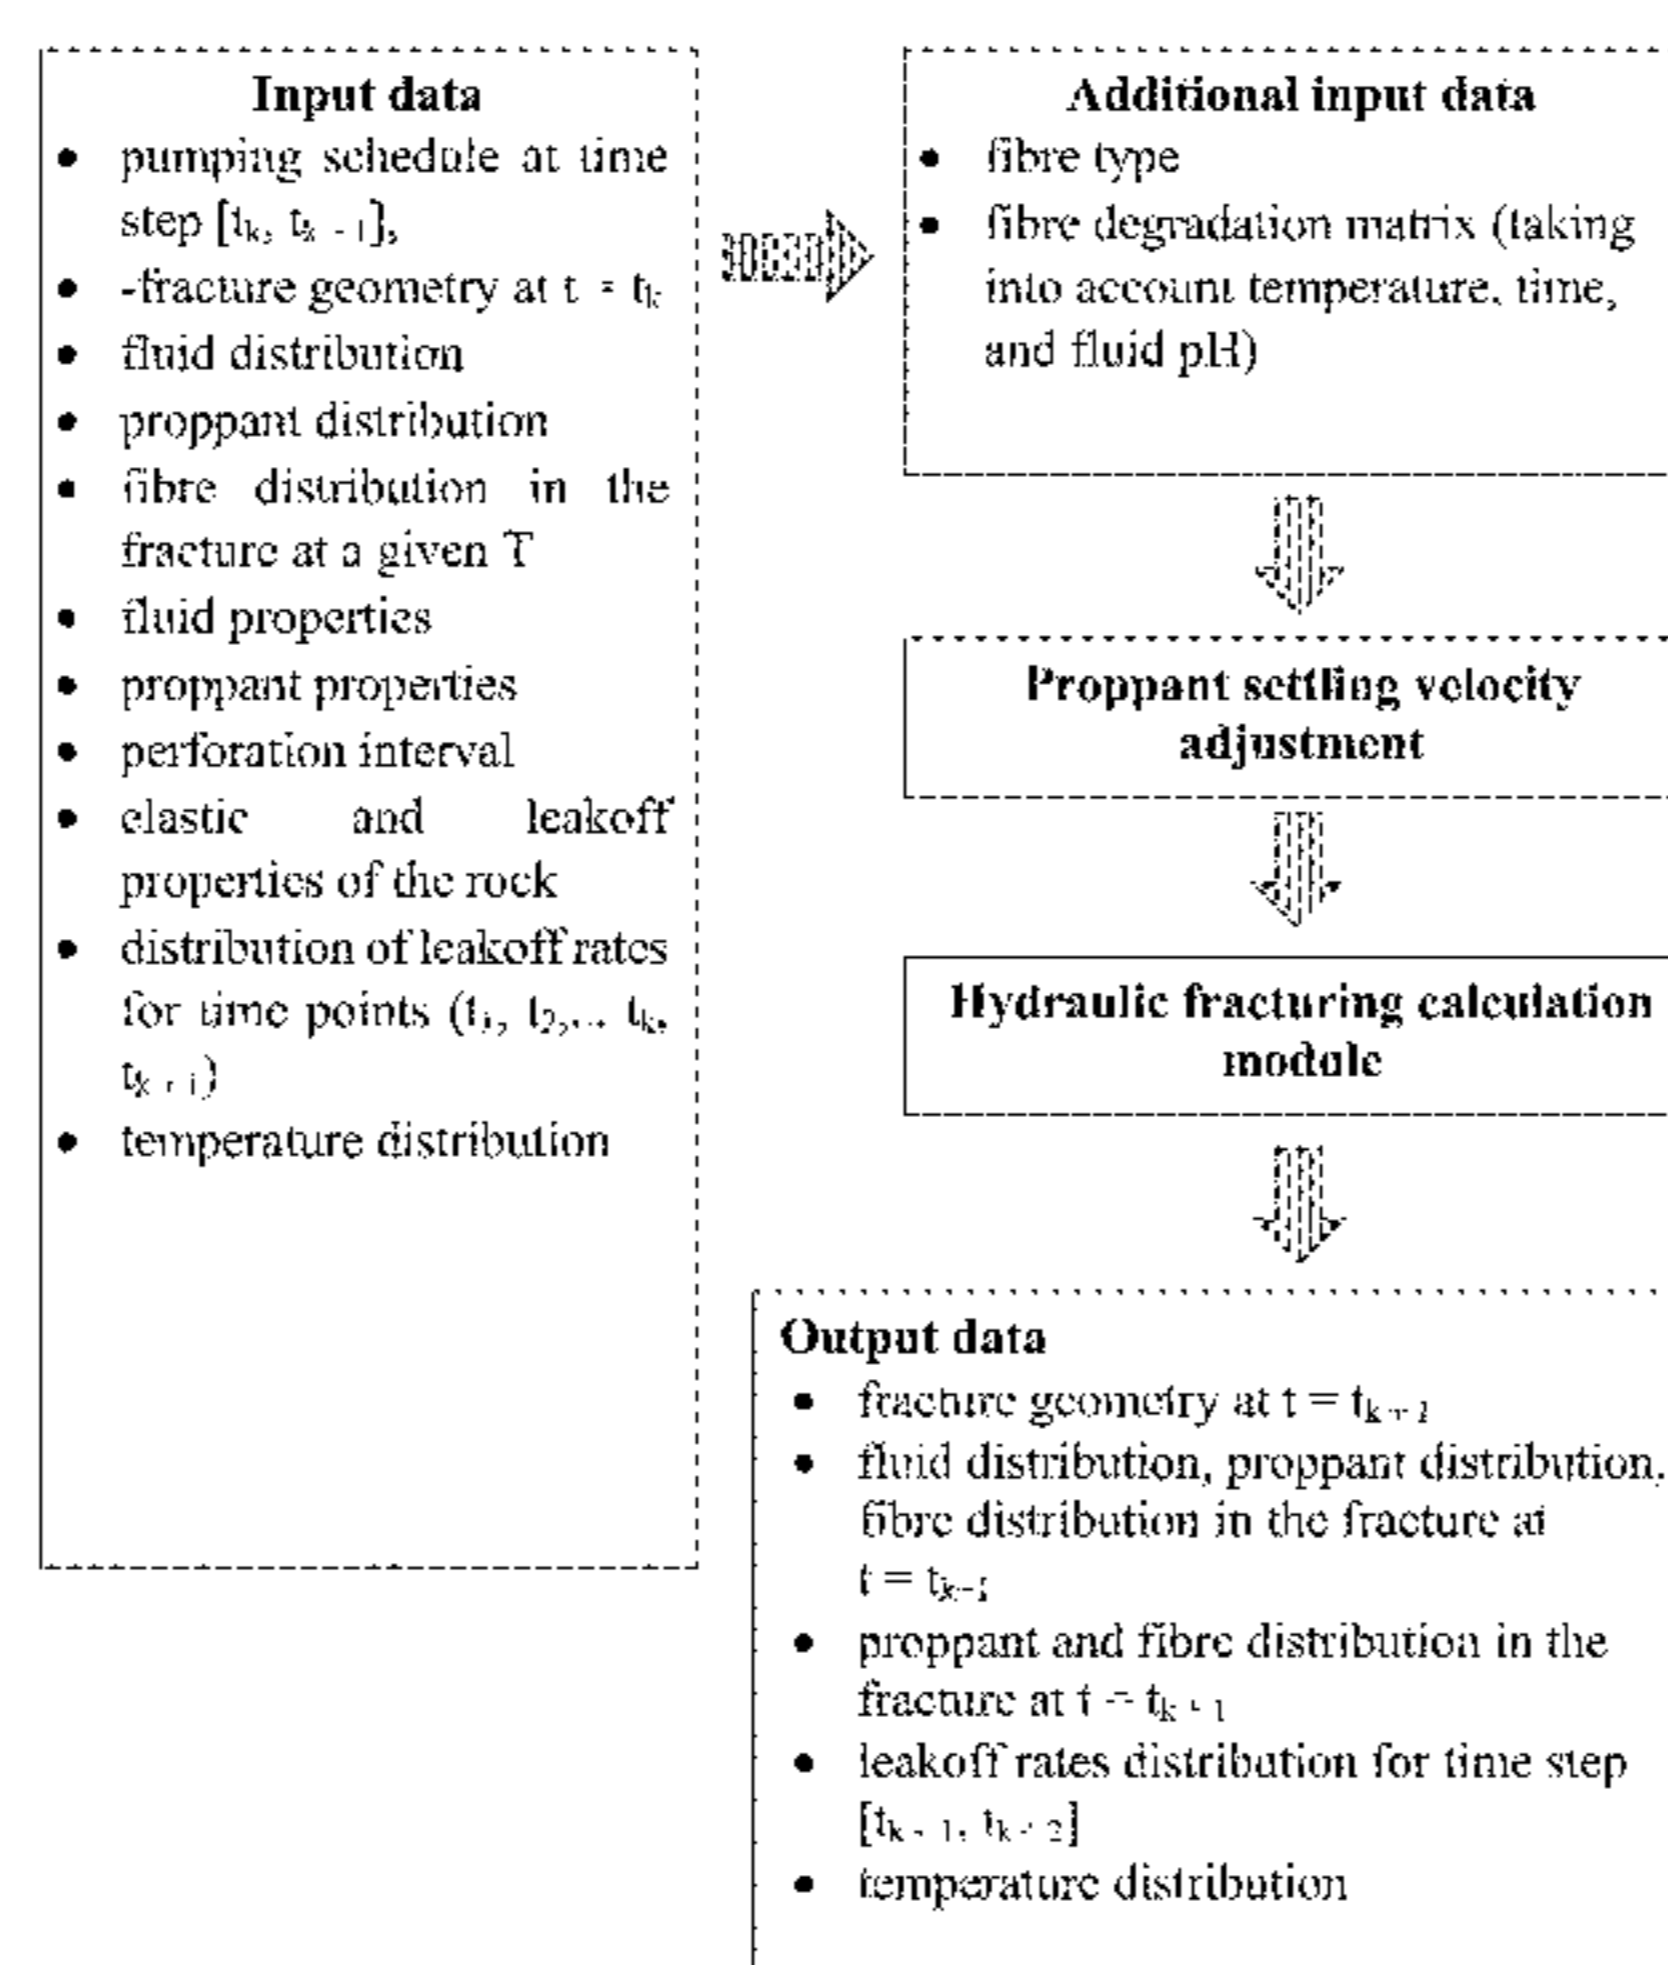 Input data
• pumping schedule at time
step [tₖ, tₖ₊₁],
• -fracture geometry at t = tₖ
• fluid distribution
• proppant distribution
• fibre distribution in the
fracture at a given T
• fluid properties
• proppant properties
• perforation interval
• elastic and leakoff
properties of the rock
• distribution of leakoff rates
for time points (t₁, t₂,... tₖ,
tₖ₊₁)
• temperature distribution
Additional input data
• fibre type
• fibre degradation matrix (taking
into account temperature, time,
and fluid pH)
Proppant settling velocity
adjustment
Hydraulic fracturing calculation
module
Output data
• fracture geometry at t = tₖ₊₁
• fluid distribution, proppant distribution,
fibre distribution in the fracture at
t = tₖ₊₁
• proppant and fibre distribution in the
fracture at t = tₖ₊₁
• leakoff rates distribution for time step
[tₖ₊₁, tₖ₊₂]
• temperature distribution